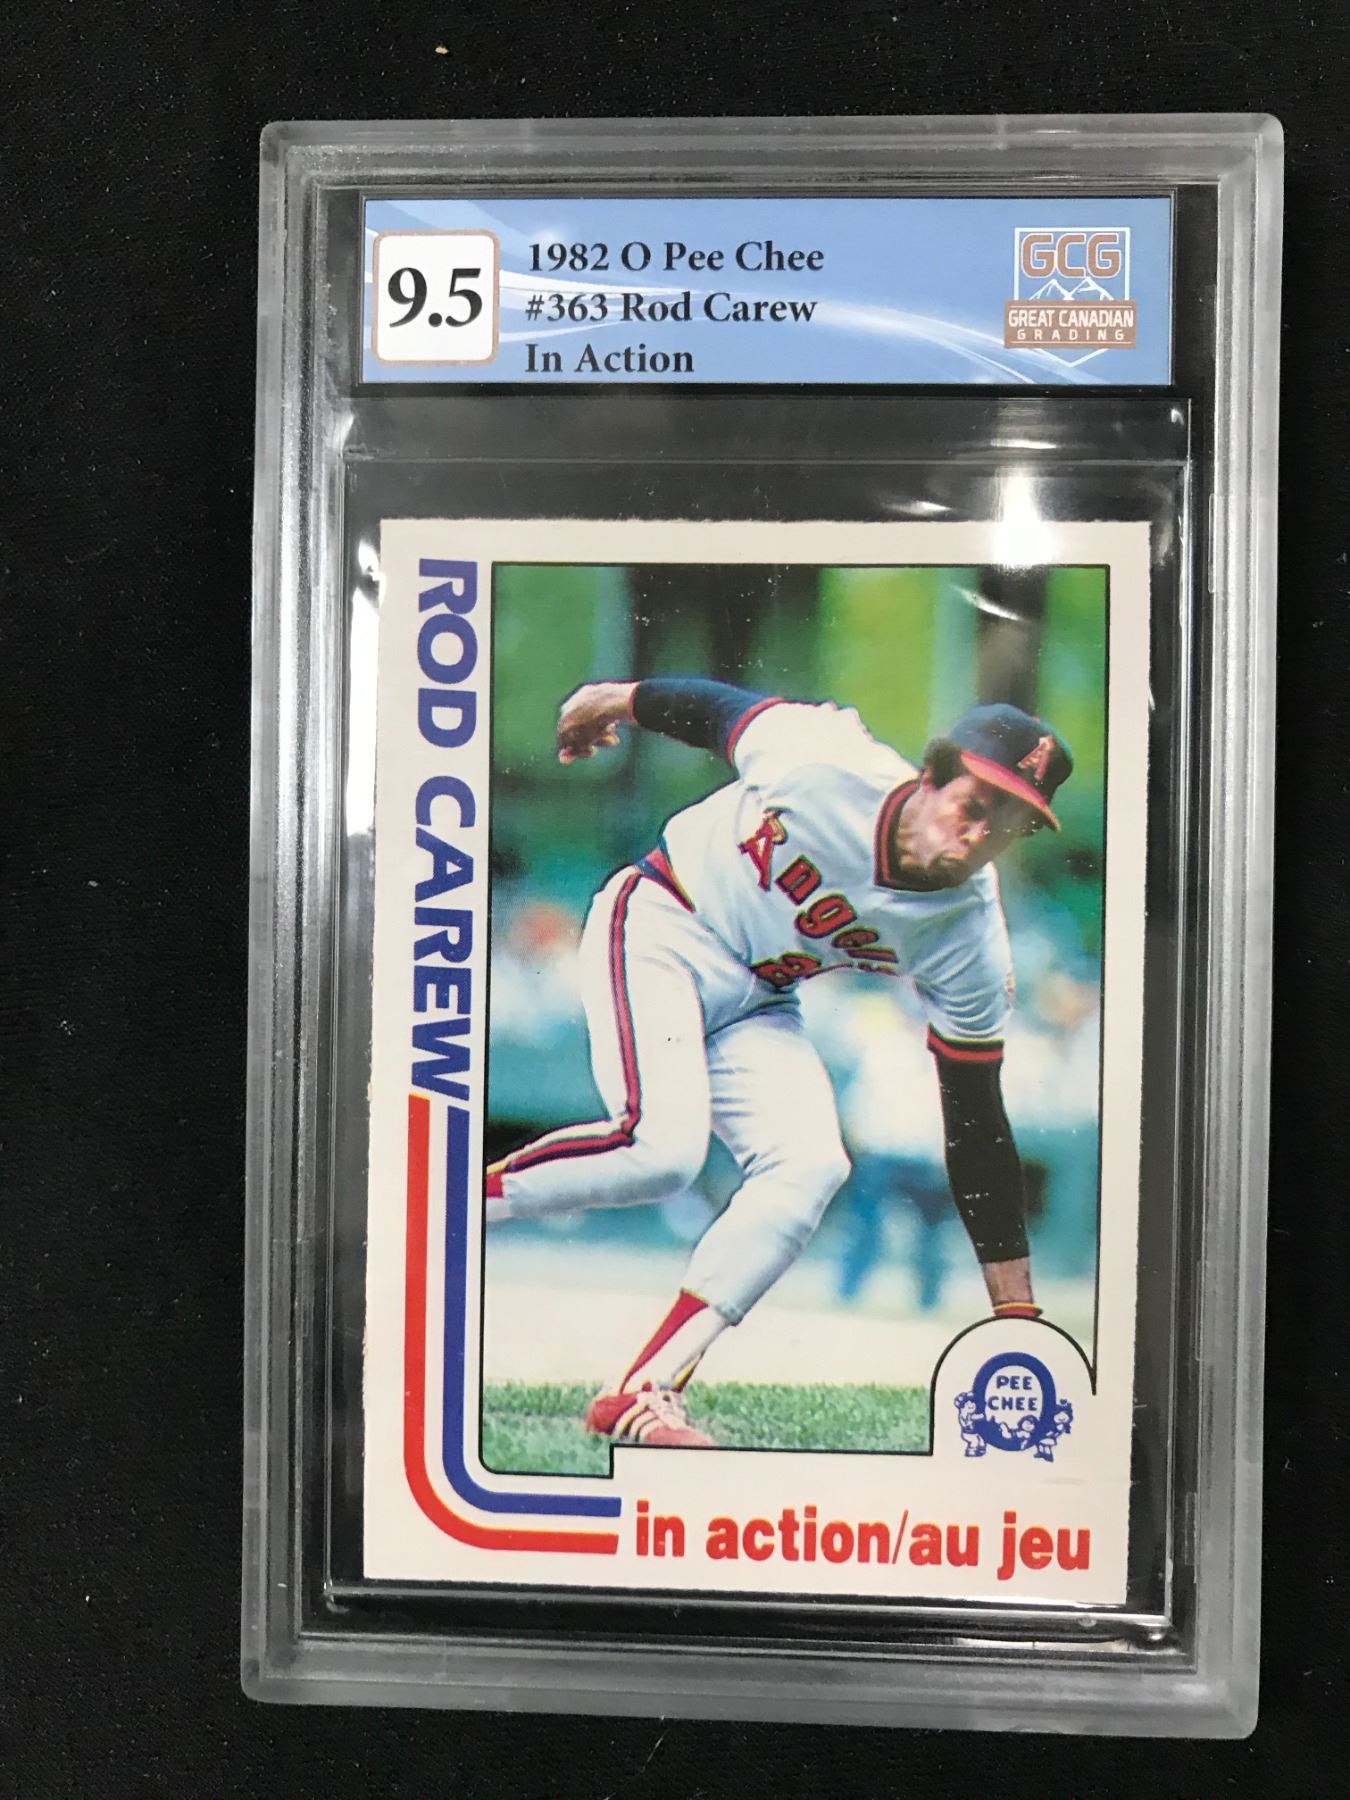 9.5
1982 O Pee Chee
#363 Rod Carew
In Action
GCG
GREAT CANADIAN
GRADING
ROD CAREW
A
Angels
PEE
CHEE
in action/au jeu